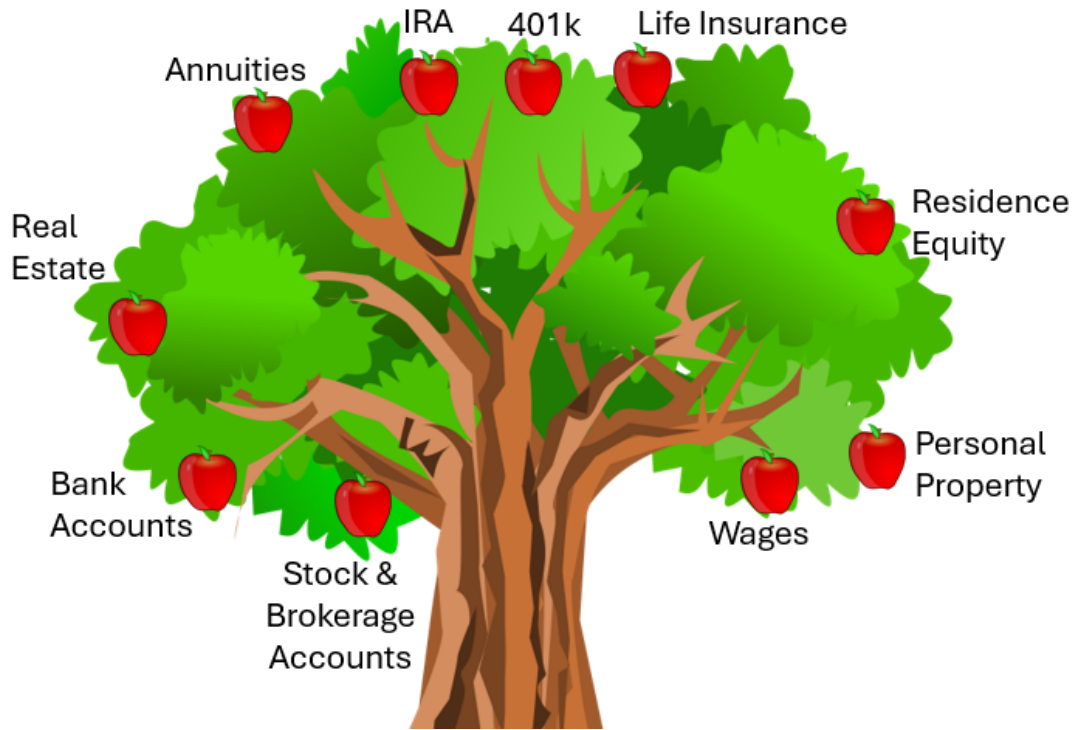 IRA
401k
Life Insurance
Annuities
Residence
Equity
Real
Estate
Personal
Property
Bank
Accounts
Wages
Stock &
Brokerage
Accounts